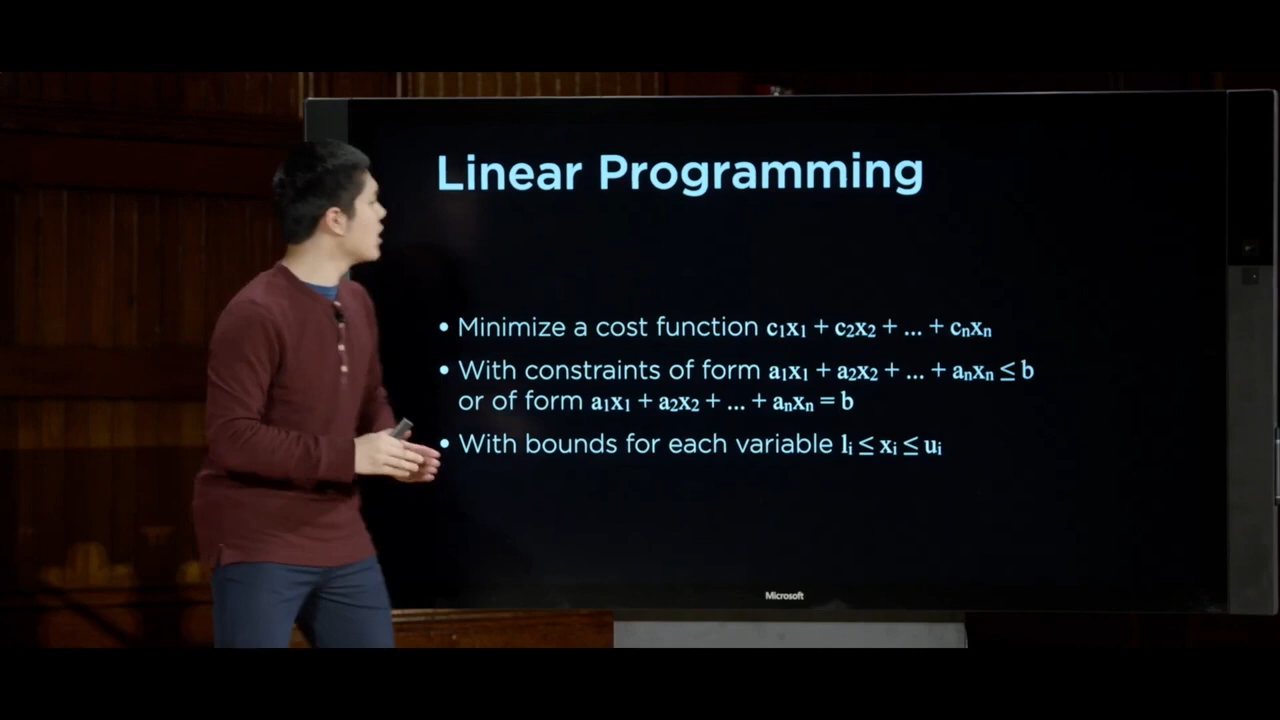 Linear Programming
• Minimize a cost function c₁x₁ + c₂x₂ + ... + cₙxₙ
• With constraints of form a₁x₁ + a₂x₂ + ... + aₙxₙ ≤ b
or of form a₁x₁ + a₂x₂ + ... + aₙxₙ = b
• With bounds for each variable lᵢ ≤ xᵢ ≤ uᵢ
Microsoft